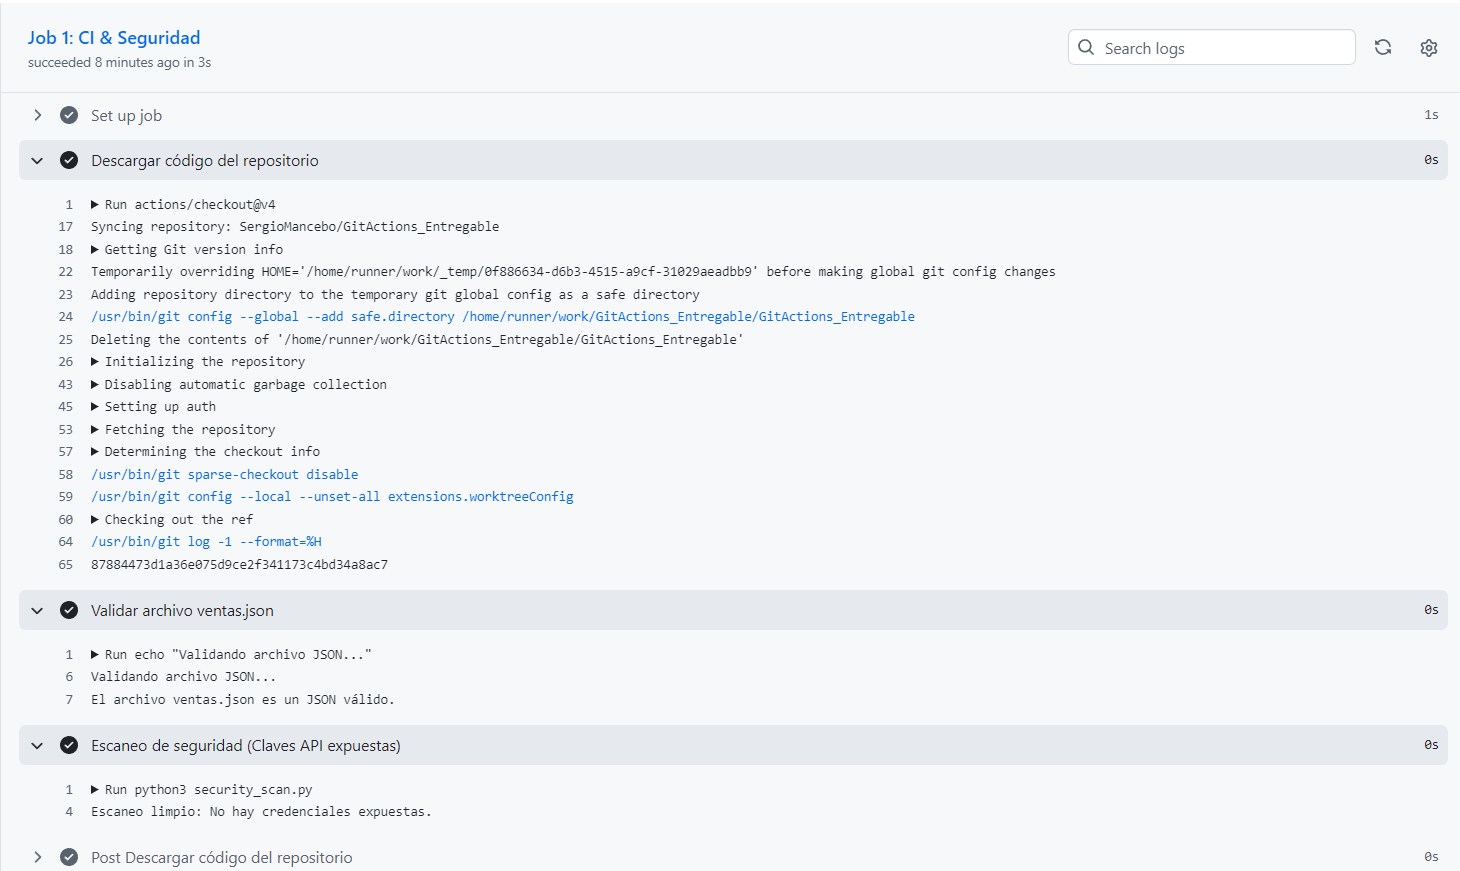 Job 1: CI & Seguridad
succeeded 8 minutes ago in 3s
Search logs
Set up job 1s
Descargar código del repositorio 0s
1 Run actions/checkout@v4
17 Syncing repository: SergioMancebo/GitActions_Entregable
18 Getting Git version info
22 Temporarily overriding HOME='/home/runner/work/_temp/0f886634-d6b3-4515-a9cf-31029aeadbb9' before making global git config changes
23 Adding repository directory to the temporary git global config as a safe directory
24 /usr/bin/git config --global --add safe.directory /home/runner/work/GitActions_Entregable/GitActions_Entregable
25 Deleting the contents of '/home/runner/work/GitActions_Entregable/GitActions_Entregable'
26 Initializing the repository
43 Disabling automatic garbage collection
45 Setting up auth
53 Fetching the repository
57 Determining the checkout info
58 /usr/bin/git sparse-checkout disable
59 /usr/bin/git config --local --unset-all extensions.worktreeConfig
60 Checking out the ref
64 /usr/bin/git log -1 --format=%H
65 87884473d1a36e075d9ce2f341173c4bd34a8ac7
Validar archivo ventas.json 0s
1 Run echo "Validando archivo JSON..."
6 Validando archivo JSON...
7 El archivo ventas.json es un JSON válido.
Escaneo de seguridad (Claves API expuestas) 0s
1 Run python3 security_scan.py
4 Escaneo limpio: No hay credenciales expuestas.
Post Descargar código del repositorio 0s